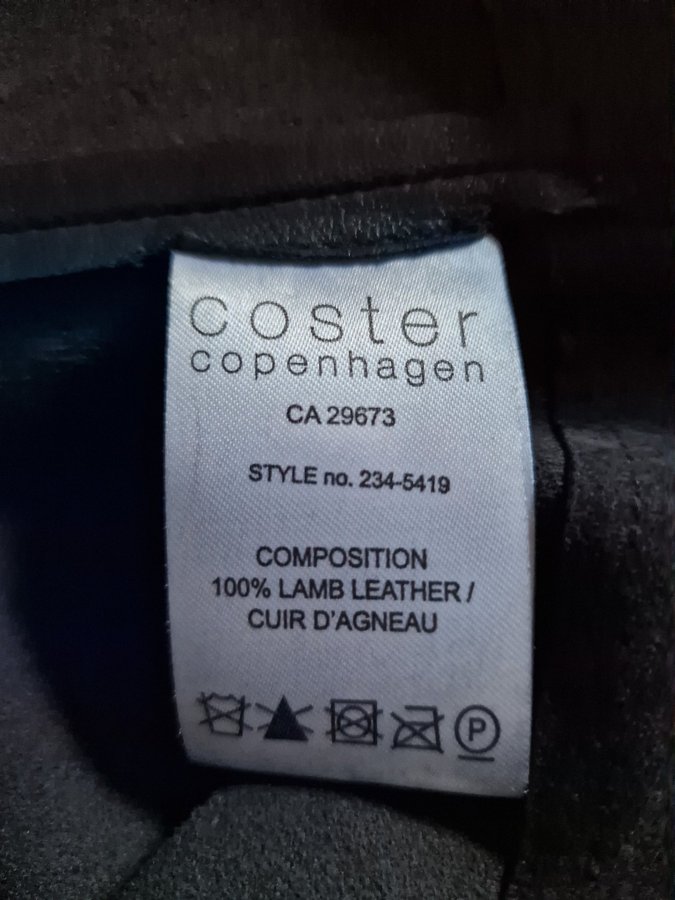 coster
copenhagen
CA 29673
STYLE no. 234-5419
COMPOSITION
100% LAMB LEATHER /
CUIR D'AGNEAU
P